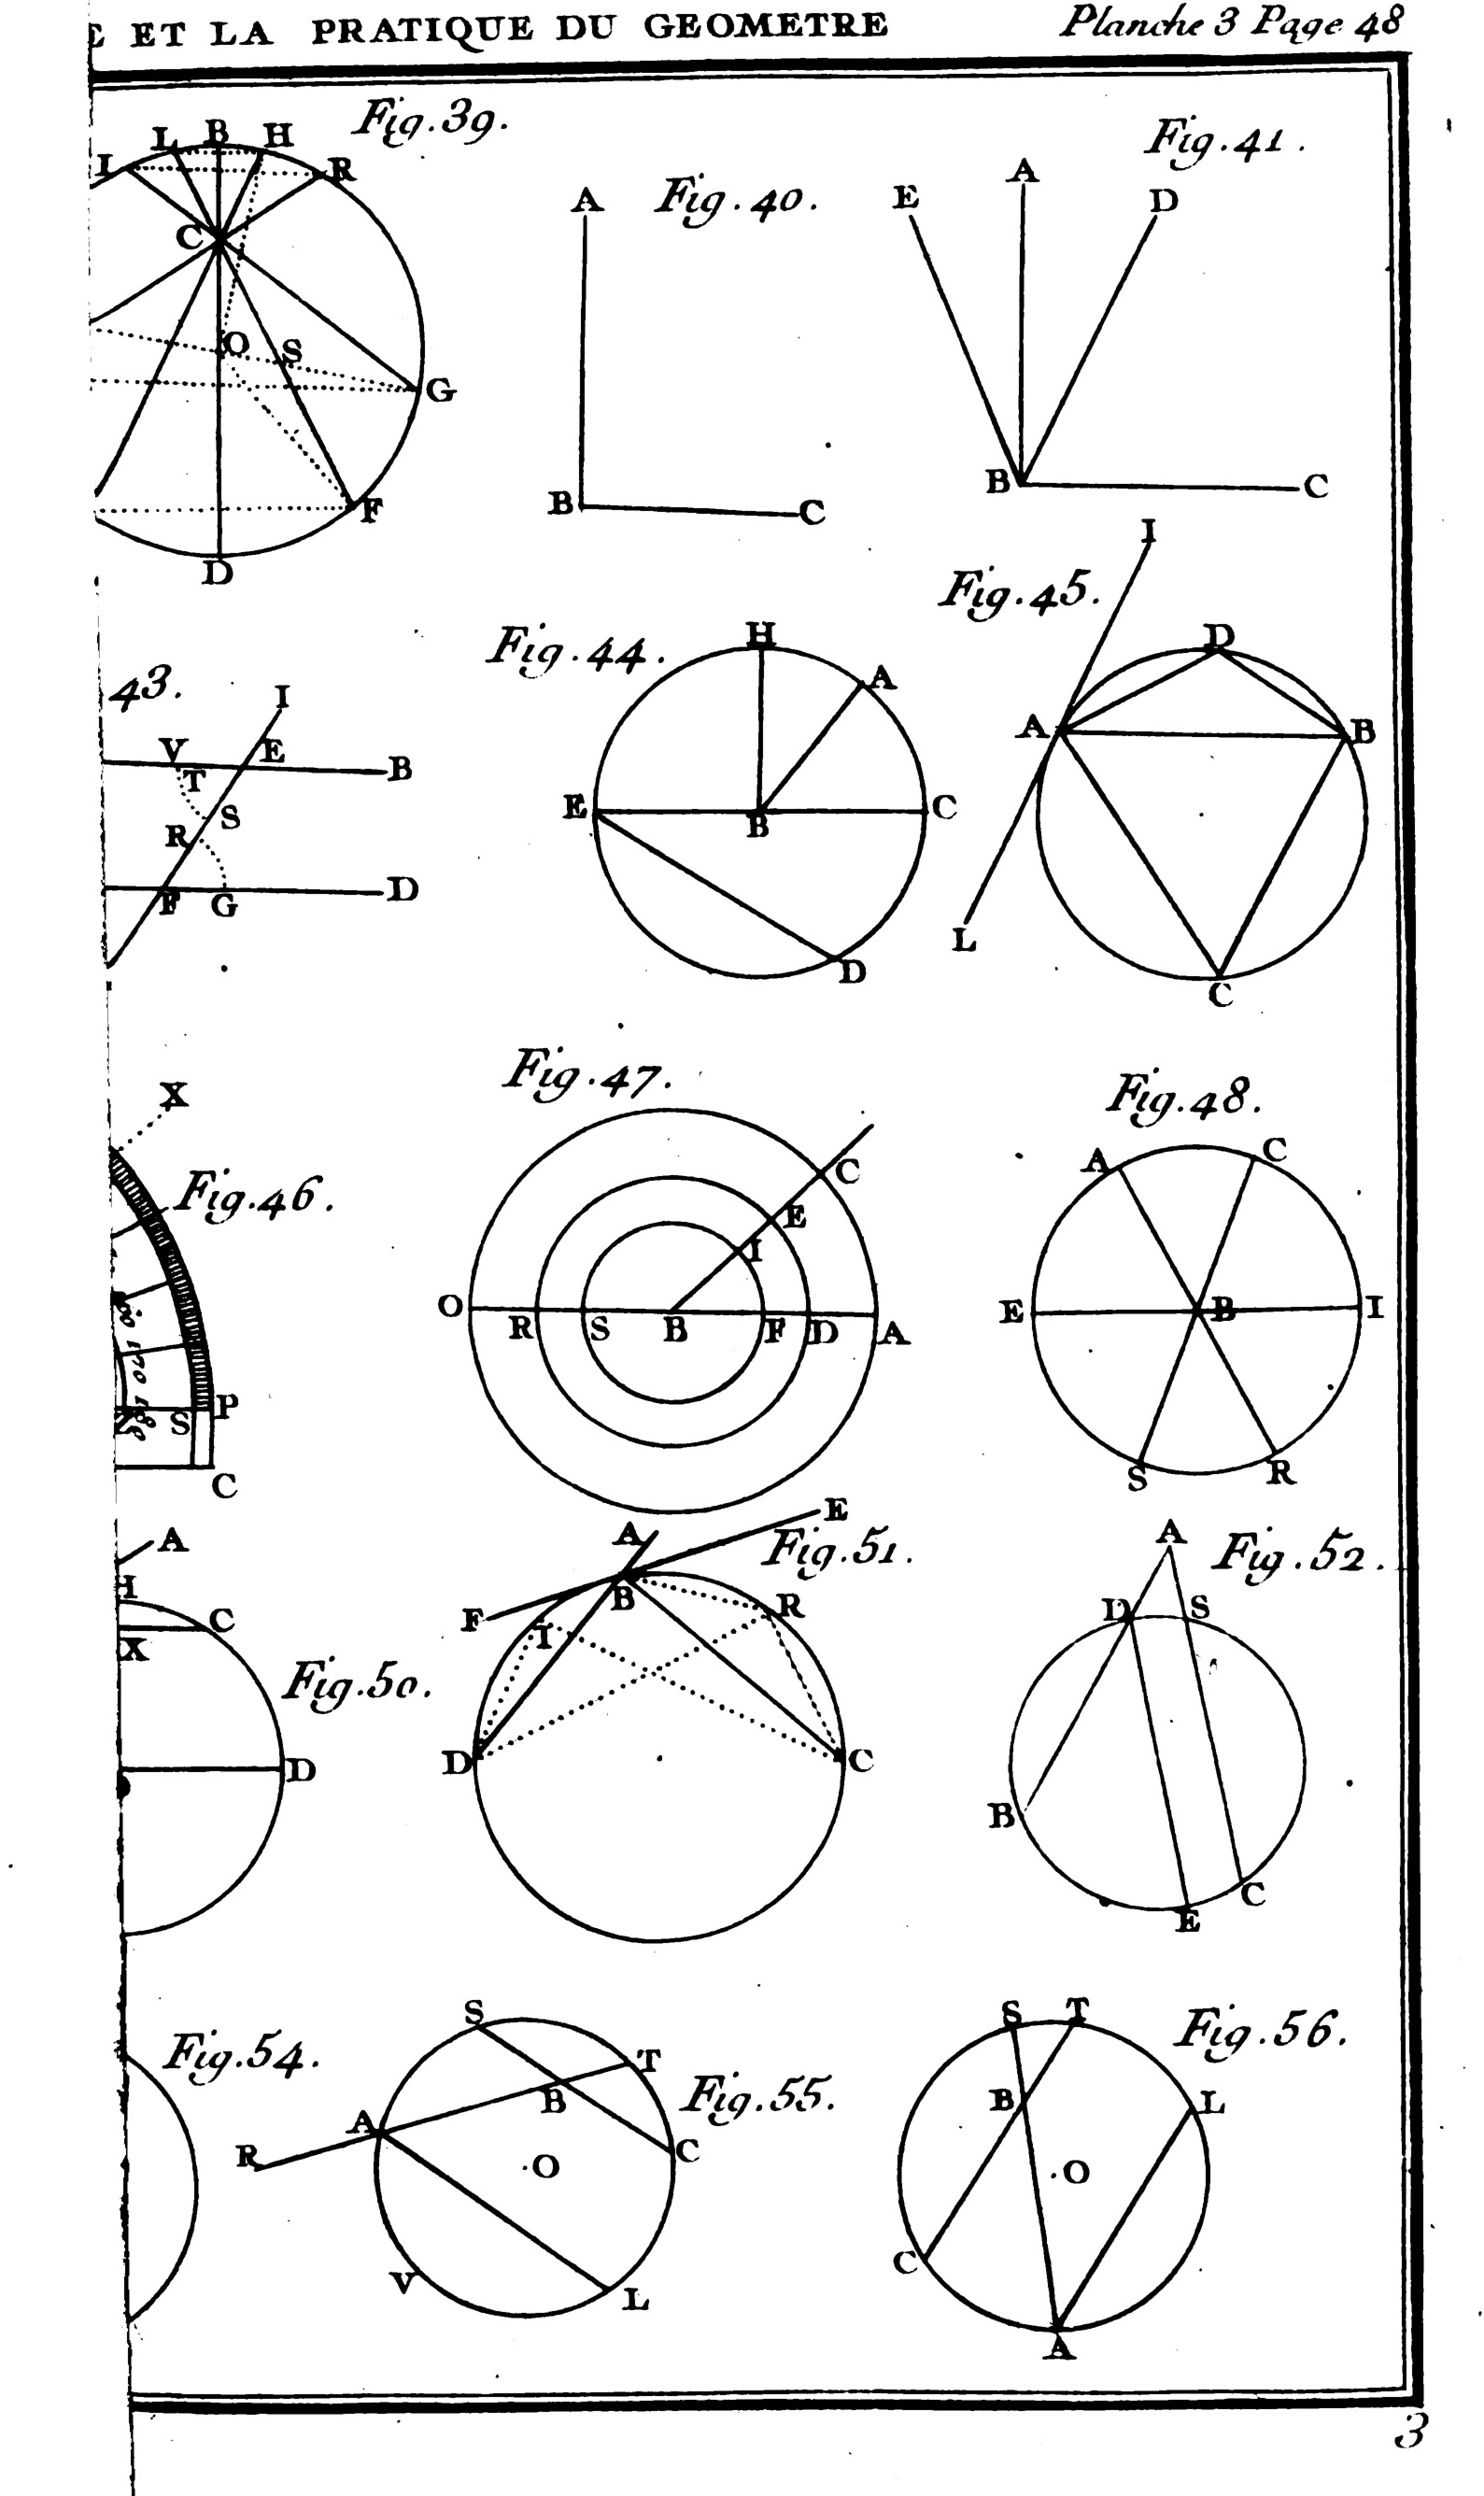 ET LA PRATIQUE DU GEOMETRE
Planche 3 Page 48
Fig. 39.
L B H
I R
C
O S
G
F
D
Fig. 40.
A
B C
Fig. 41.
E A D
B C
43.
I
V E B
T
S
R
F G D
Fig. 44.
H
A
E B C
D
Fig. 45.
I
D
A B
L
C
X
Fig. 46.
P
S
C
Fig. 47.
C
E
I
O R S B F D A
Fig. 48.
A C
E B I
S R
A
H
C
X
Fig. 50.
D
Fig. 51.
A E
F B R
T
D C
Fig. 52.
A
D S
B
C
E
Fig. 54.
Fig. 55.
S
T
B
A
R C
O
V L
Fig. 56.
S T
B L
O
C
A
3